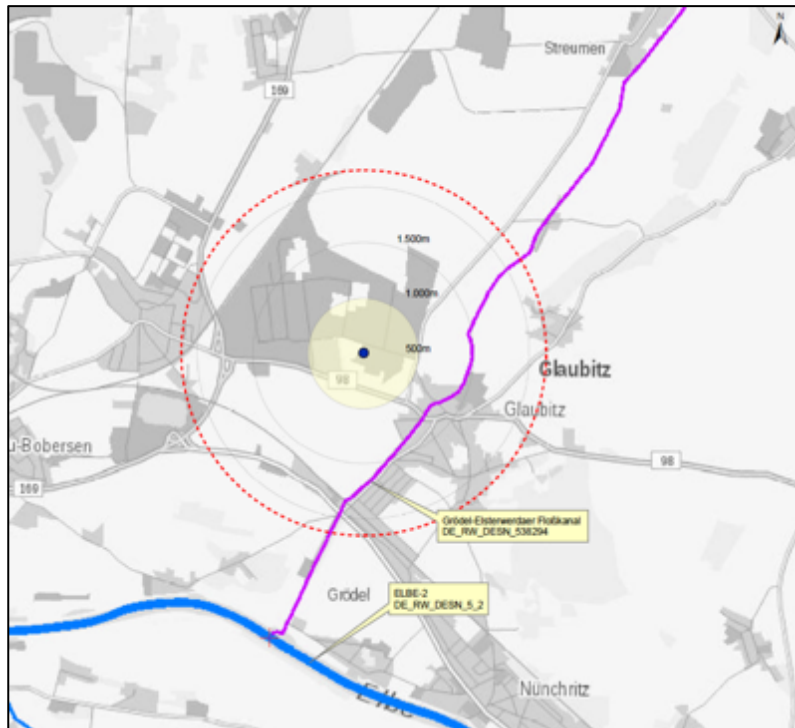 N
Streumen
169
1.500m
1.000m
500m
98
Glaubitz
Glaubitz
u-Bobersen
98
169
Grödel-Elsterwerdaer Floßkanal
DE_RW_DESN_538294
Grödel
ELBE-2
DE_RW_DESN_5_2
Nünchritz
Elbe